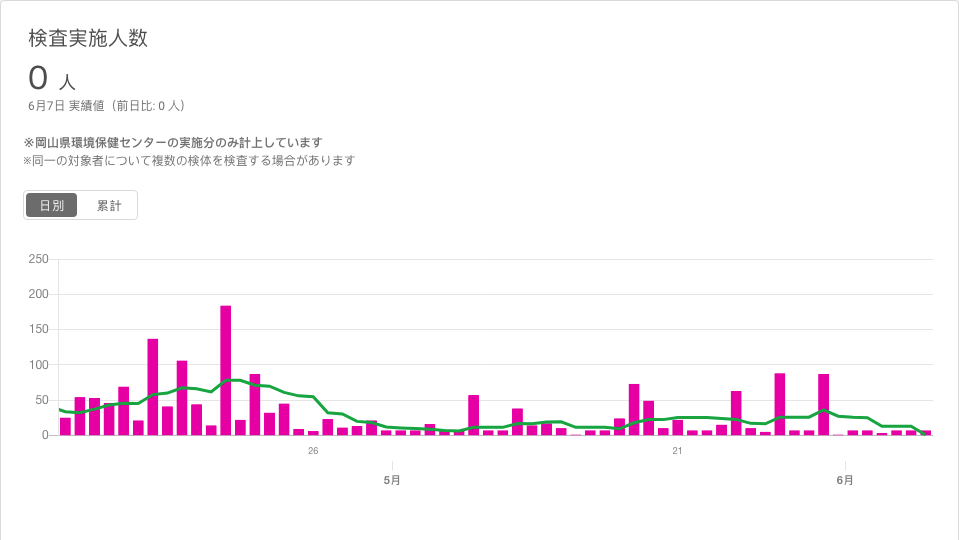 検査実施人数
0 人
6月7日 実績値（前日比: 0 人）
※岡山県環境保健センターの実施分のみ計上しています
※同一の対象者について複数の検体を検査する場合があります
日別 累計
250
200
150
100
50
0
26 21
5月 6月